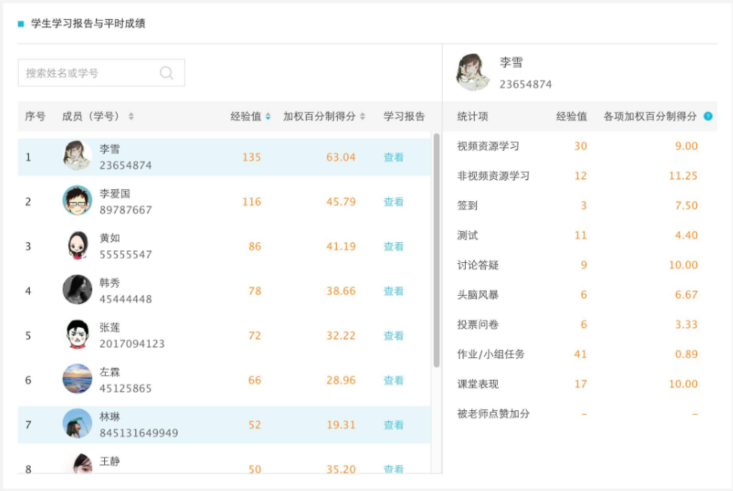 学生学习报告与平时成绩
搜索姓名或学号
序号 成员（学号） 经验值 加权百分制得分 学习报告
1 李雪 23654874 135 63.04 查看
2 李爱国 89787667 116 45.79 查看
3 黄如 55555547 86 41.19 查看
4 韩秀 45444448 78 38.66 查看
5 张莲 2017094123 72 32.22 查看
6 左霖 45125865 66 28.96 查看
7 林琳 845131649949 52 19.31 查看
8 王静 50 35.20 查看
李雪
23654874
统计项 经验值 各项加权百分制得分 ?
视频资源学习 30 9.00
非视频资源学习 12 11.25
签到 3 7.50
测试 11 4.40
讨论答疑 9 10.00
头脑风暴 6 6.67
投票问卷 6 3.33
作业/小组任务 41 0.89
课堂表现 17 10.00
被老师点赞加分 – –